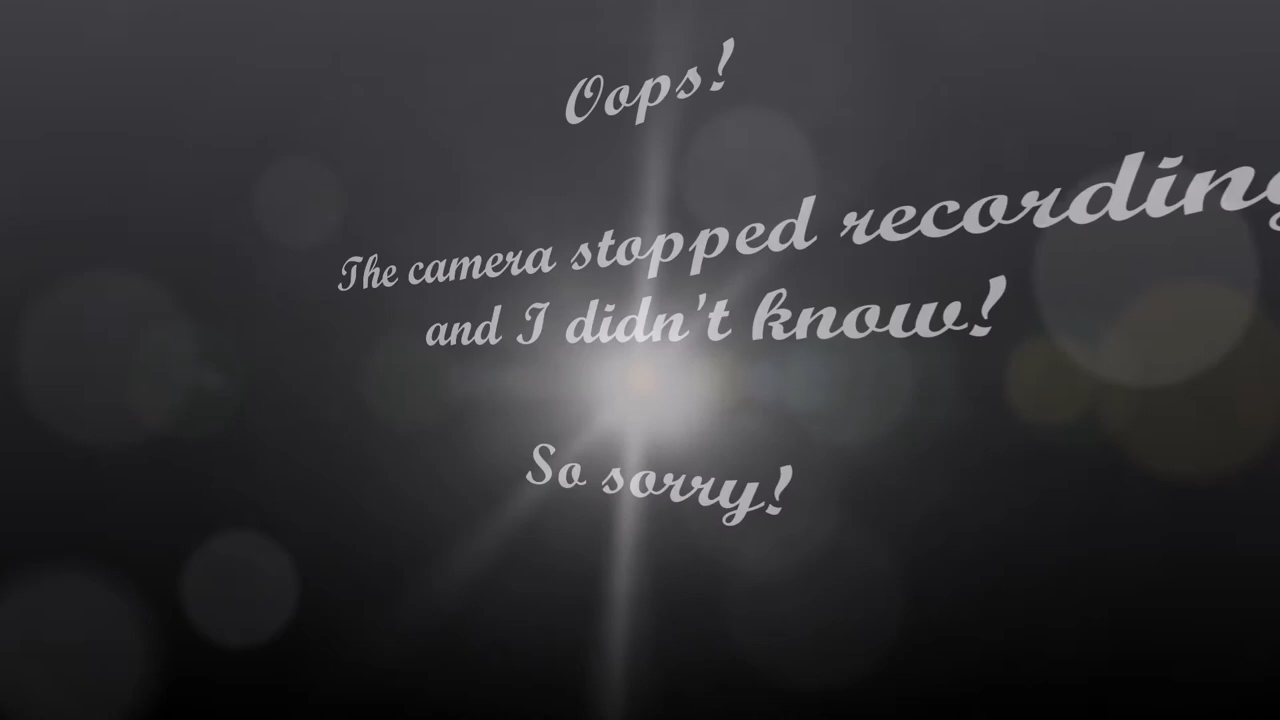 Oops!
The camera stopped recording
and I didn't know!
So sorry!